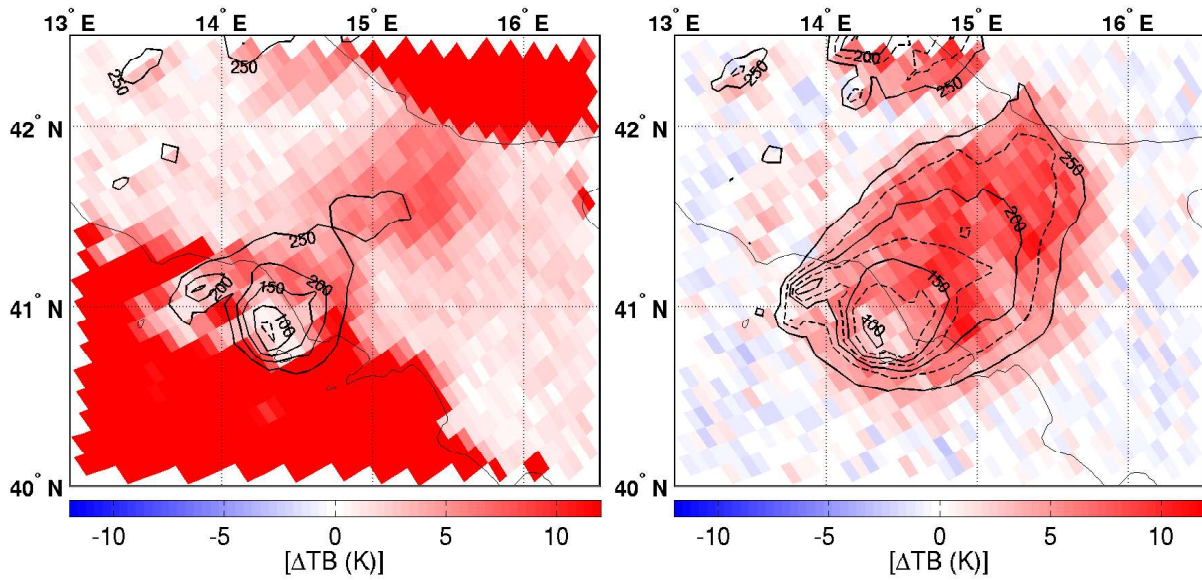 13° E 14° E 15° E 16° E 13° E 14° E 15° E 16° E
250 250 200 250 250
42° N 42° N
250 200 150 200 100 250 200 150 100
41° N 41° N
40° N 40° N
-10 -5 0 5 10 -10 -5 0 5 10
[ΔTB (K)] [ΔTB (K)]